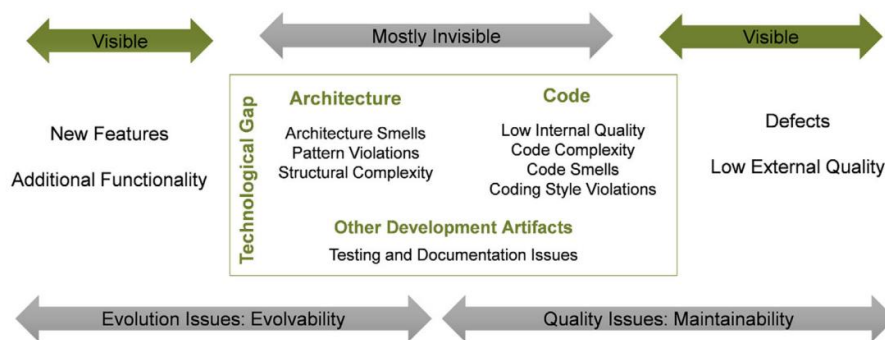 Visible
Mostly Invisible
Visible
New Features
Additional Functionality
Technological Gap
Architecture
Architecture Smells
Pattern Violations
Structural Complexity
Code
Low Internal Quality
Code Complexity
Code Smells
Coding Style Violations
Other Development Artifacts
Testing and Documentation Issues
Defects
Low External Quality
Evolution Issues: Evolvability
Quality Issues: Maintainability